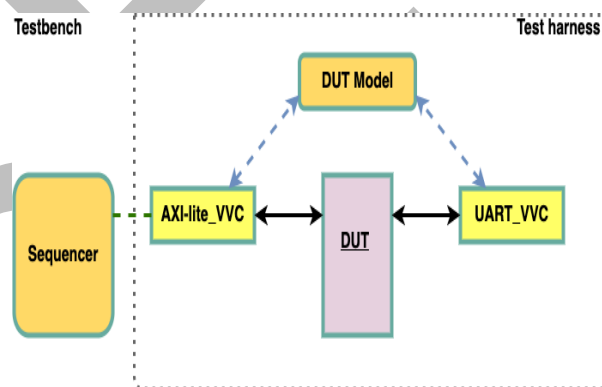 Testbench
Test harness
DUT Model
AXI-lite_VVC
UART_VVC
DUT
Sequencer